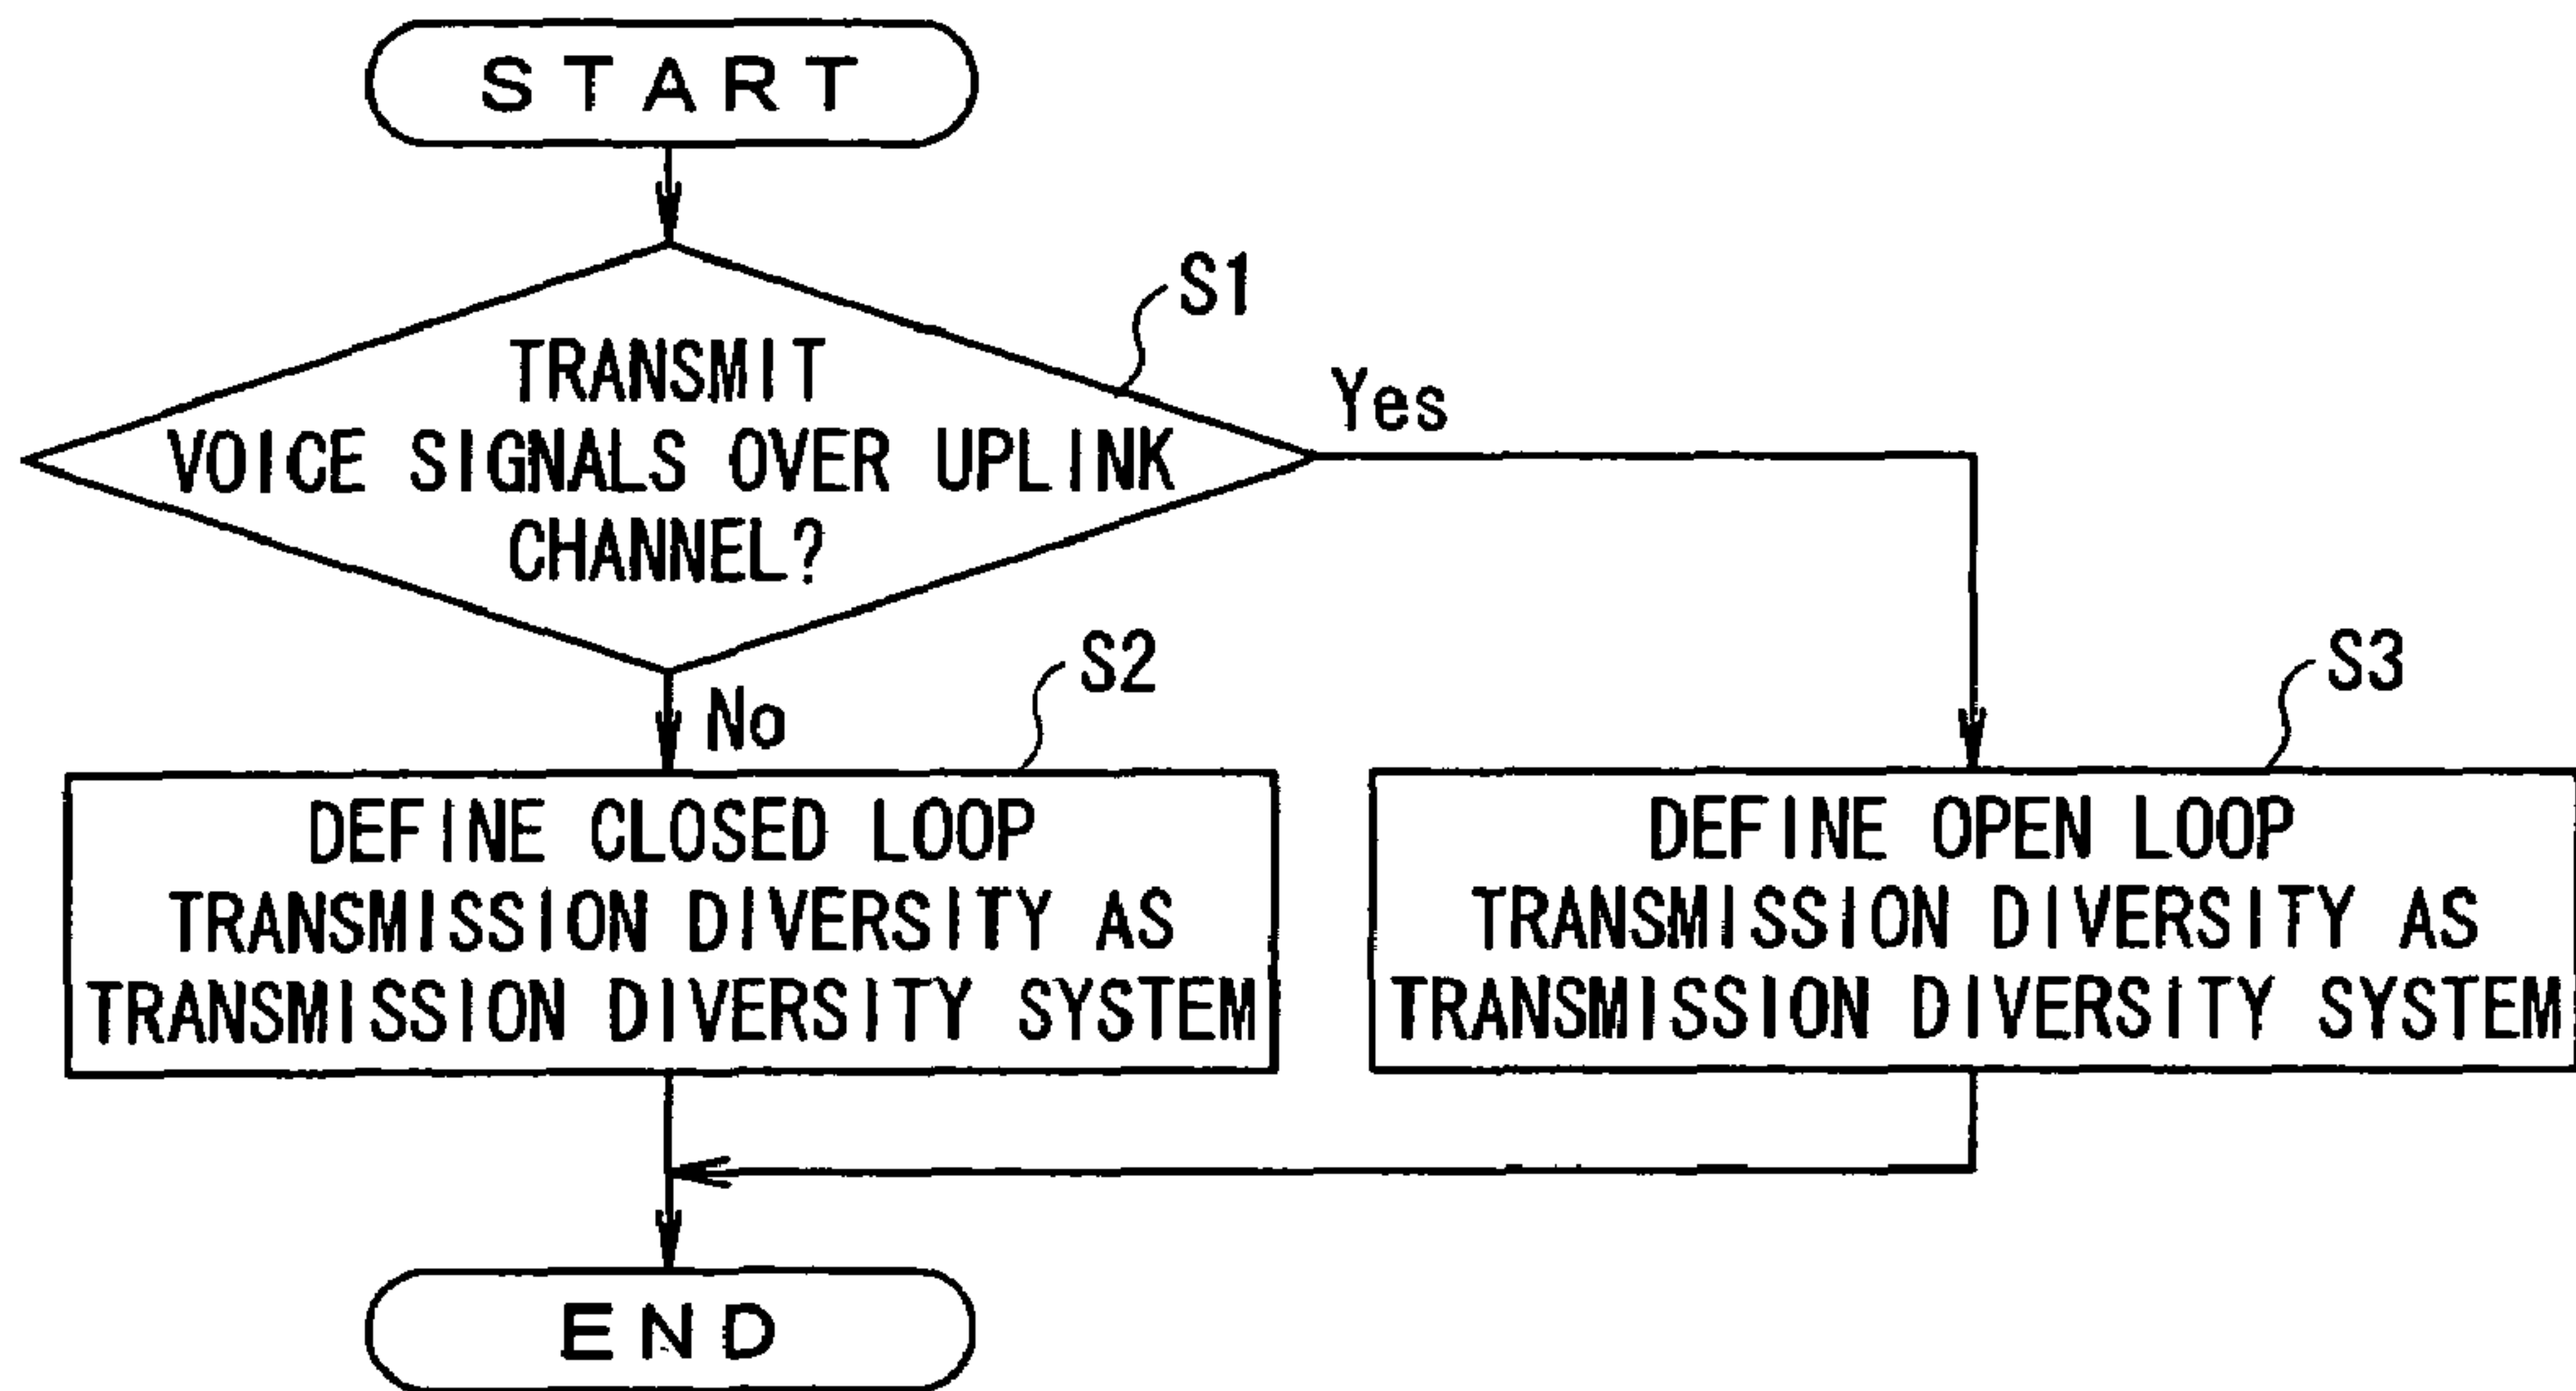 START
S1
TRANSMIT
VOICE SIGNALS OVER UPLINK
CHANNEL?
Yes
No
S2
DEFINE CLOSED LOOP
TRANSMISSION DIVERSITY AS
TRANSMISSION DIVERSITY SYSTEM
S3
DEFINE OPEN LOOP
TRANSMISSION DIVERSITY AS
TRANSMISSION DIVERSITY SYSTEM
END